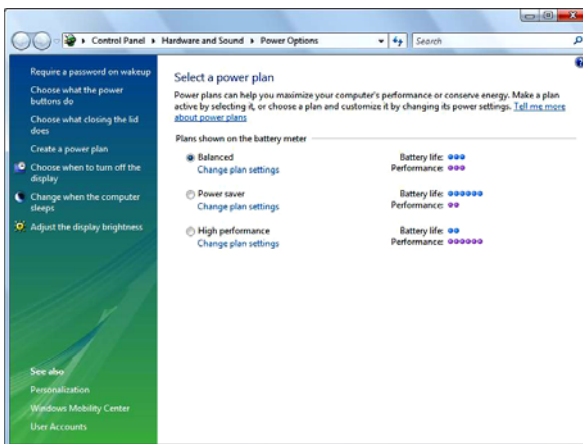 Control Panel ▸ Hardware and Sound ▸ Power Options
Search
Require a password on wakeup
Choose what the power
buttons do
Choose what closing the lid
does
Create a power plan
Choose when to turn off the
display
Change when the computer
sleeps
Adjust the display brightness
See also
Personalization
Windows Mobility Center
User Accounts
Select a power plan
Power plans can help you maximize your computer's performance or conserve energy. Make a plan
active by selecting it, or choose a plan and customize it by changing its power settings. Tell me more
about power plans
Plans shown on the battery meter
Balanced Battery life:
Change plan settings Performance:
Power saver Battery life:
Change plan settings Performance:
High performance Battery life:
Change plan settings Performance: